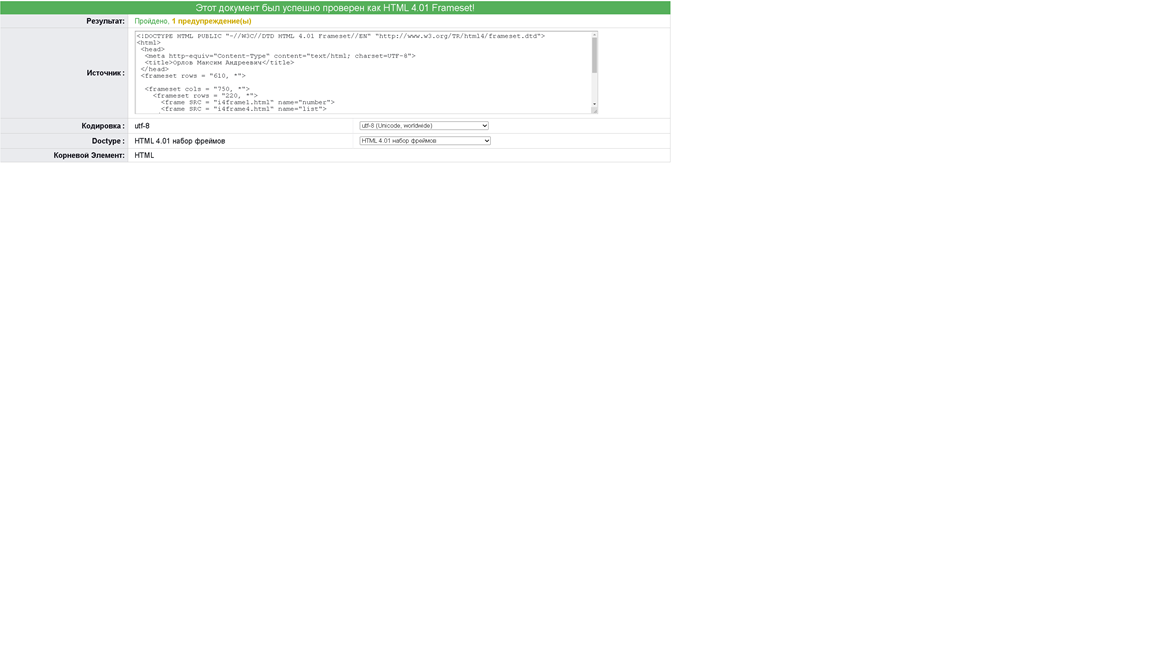 Этот документ был успешно проверен как HTML 4.01 Frameset!
Результат: Пройдено, 1 предупреждение(ы)
Источник :
<!DOCTYPE HTML PUBLIC "-//W3C//DTD HTML 4.01 Frameset//EN" "http://www.w3.org/TR/html4/frameset.dtd">
<html>
<head>
<meta http-equiv="Content-Type" content="text/html; charset=UTF-8">
<title>Орлов Максим Андреевич</title>
</head>
<frameset rows = "610, *">
<frameset cols = "750, *">
<frameset rows = "220, *">
<frame SRC = "i4frame1.html" name="number">
<frame SRC = "i4frame4.html" name="list">
Кодировка : utf-8 utf-8 (Unicode, worldwide)
Doctype : HTML 4.01 набор фреймов HTML 4.01 набор фреймов
Корневой Элемент: HTML